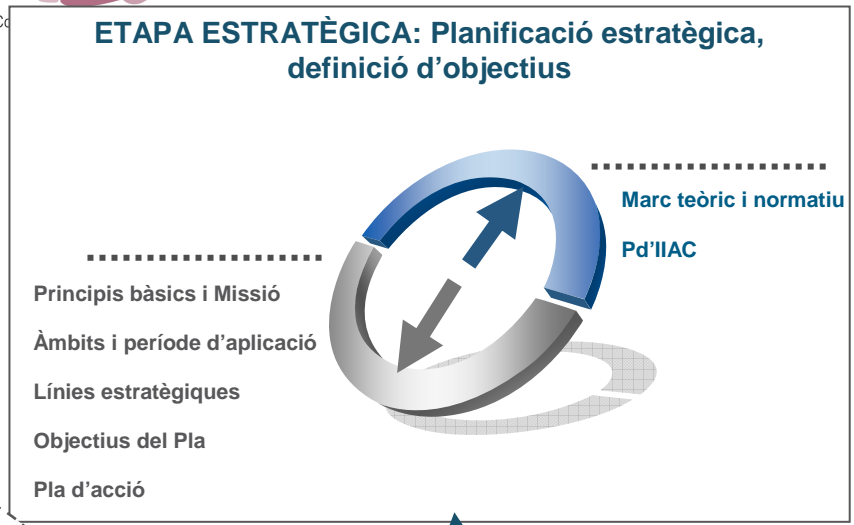 Co
ETAPA ESTRATÈGICA: Planificació estratègica,
definició d'objectius
Marc teòric i normatiu
Pd'IIAC
Principis bàsics i Missió
Àmbits i període d'aplicació
Línies estratègiques
Objectius del Pla
Pla d'acció